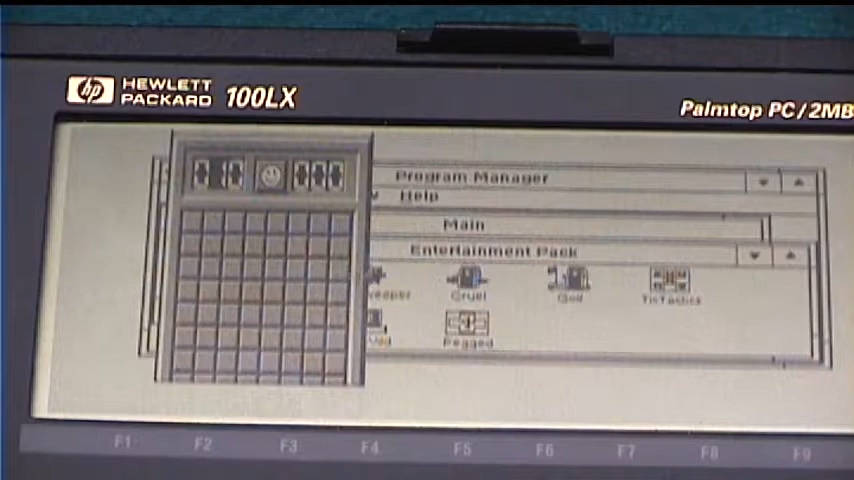 hp HEWLETT PACKARD 100LX
Palmtop PC/2MB
Program Manager
Help
Main
Entertainment Pack
Cruel
Golf
TicTactics
Pegged
F1 F2 F3 F4 F5 F6 F7 F8 F9